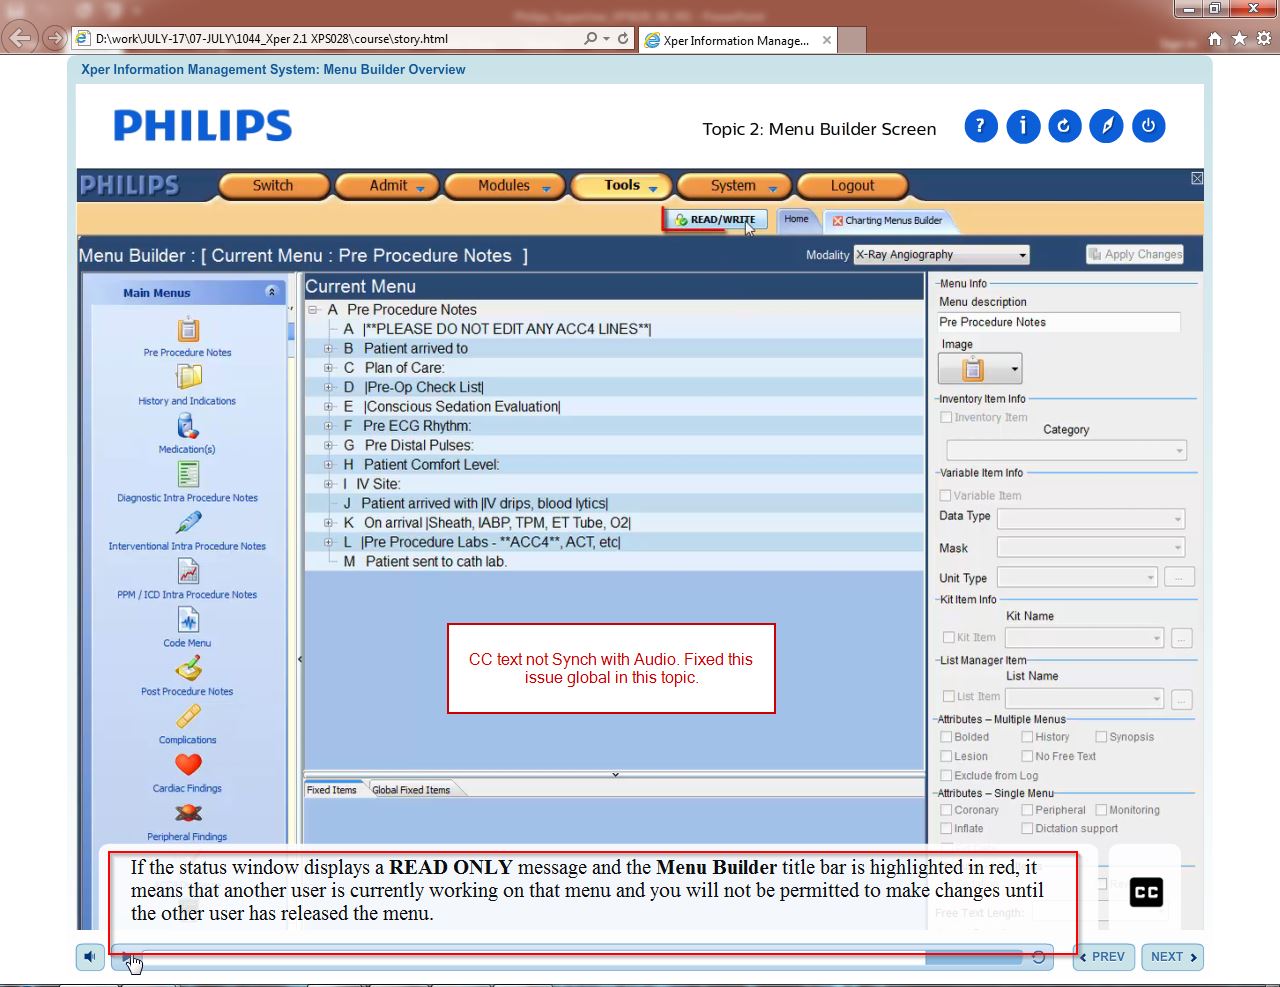 D:\work\JULY-17\07-JULY\1044_Xper 2.1 XPS028\course\story.html
Xper Information Manage...
Xper Information Management System: Menu Builder Overview
PHILIPS
Topic 2: Menu Builder Screen
PHILIPS
Switch
Admit
Modules
Tools
System
Logout
READ/WRITE
Home
Charting Menus Builder
Menu Builder : [ Current Menu : Pre Procedure Notes ]
Modality
X-Ray Angiography
Apply Changes
Main Menus
Pre Procedure Notes
History and Indications
Medication(s)
Diagnostic Intra Procedure Notes
Interventional Intra Procedure Notes
PPM / ICD Intra Procedure Notes
Code Menu
Post Procedure Notes
Complications
Cardiac Findings
Peripheral Findings
Current Menu
A Pre Procedure Notes
A |**PLEASE DO NOT EDIT ANY ACC4 LINES**|
B Patient arrived to
C Plan of Care:
D |Pre-Op Check List|
E |Conscious Sedation Evaluation|
F Pre ECG Rhythm:
G Pre Distal Pulses:
H Patient Comfort Level:
I IV Site:
J Patient arrived with |IV drips, blood lytics|
K On arrival |Sheath, IABP, TPM, ET Tube, O2|
L |Pre Procedure Labs - **ACC4**, ACT, etc|
M Patient sent to cath lab.
CC text not Synch with Audio. Fixed this
issue global in this topic.
Fixed Items
Global Fixed Items
Menu Info
Menu description
Pre Procedure Notes
Image
Inventory Item Info
Inventory Item
Category
Variable Item Info
Variable Item
Data Type
Mask
Unit Type
...
Kit Item Info
Kit Name
Kit Item
...
List Manager Item
List Name
List Item
...
Attributes – Multiple Menus
Bolded
History
Synopsis
Lesion
No Free Text
Exclude from Log
Attributes – Single Menu
Coronary
Peripheral
Monitoring
Inflate
Dictation support
Free Text Length:
If the status window displays a READ ONLY message and the Menu Builder title bar is highlighted in red, it
means that another user is currently working on that menu and you will not be permitted to make changes until
the other user has released the menu.
CC
PREV
NEXT